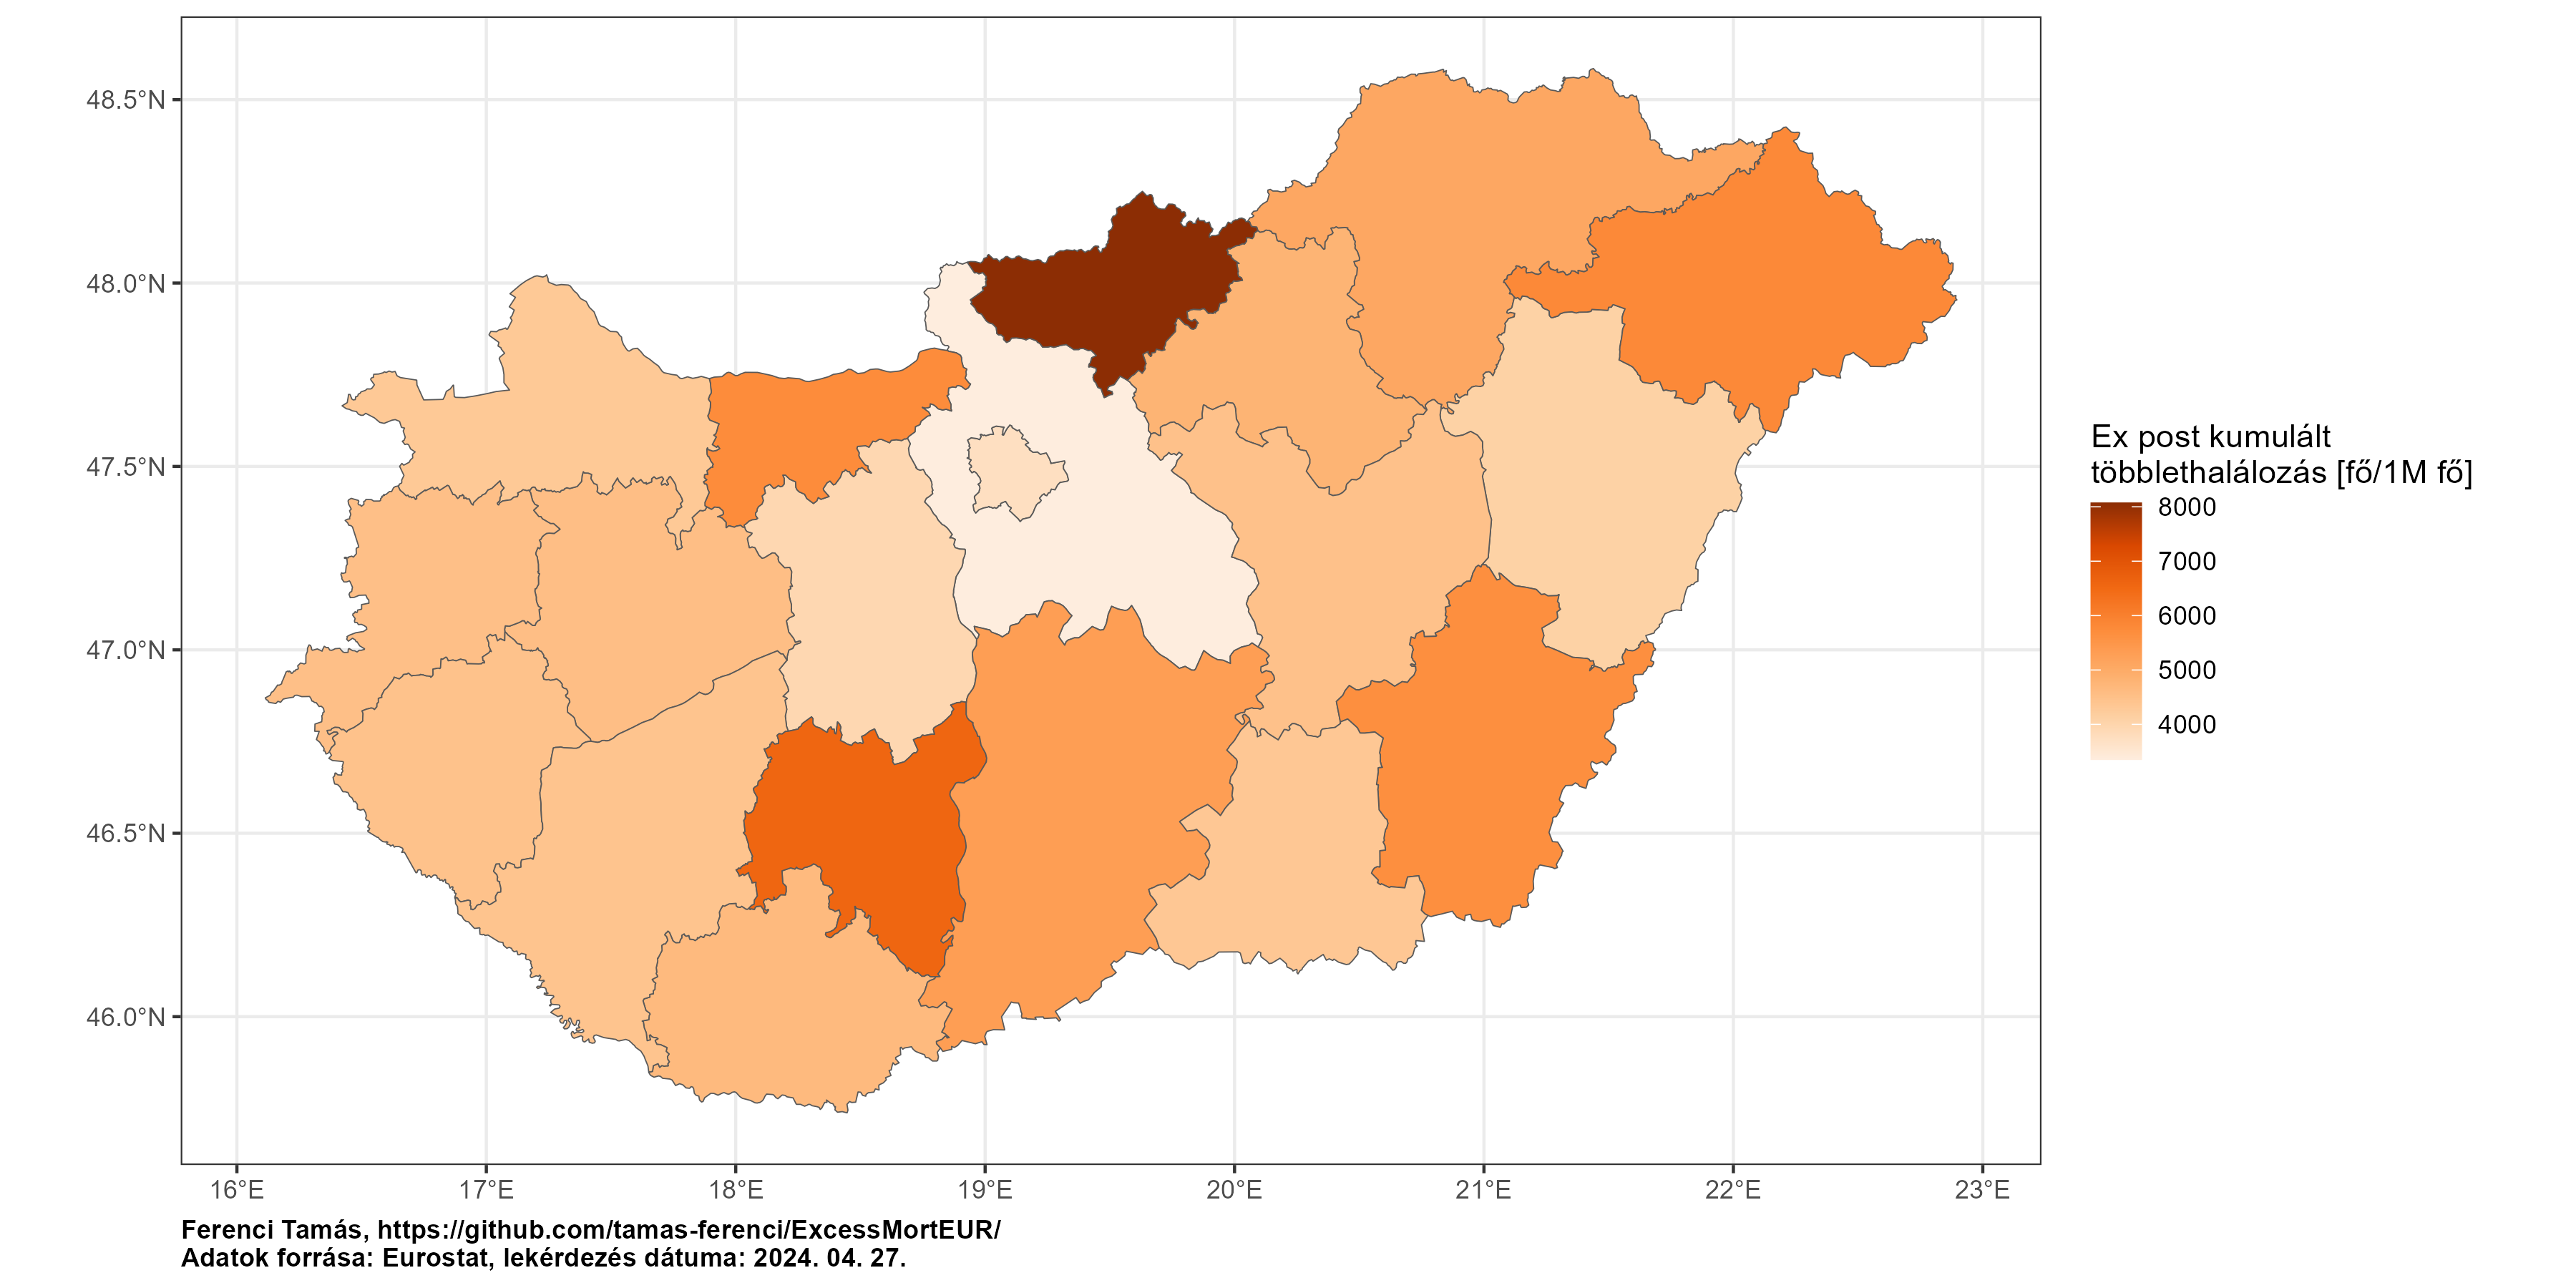 48.5°N
48.0°N
47.5°N
47.0°N
46.5°N
46.0°N
16°E 17°E 18°E 19°E 20°E 21°E 22°E 23°E
Ex post kumulált
többlethalálozás [fő/1M fő]
8000
7000
6000
5000
4000
Ferenci Tamás, https://github.com/tamas-ferenci/ExcessMortEUR/
Adatok forrása: Eurostat, lekérdezés dátuma: 2024. 04. 27.